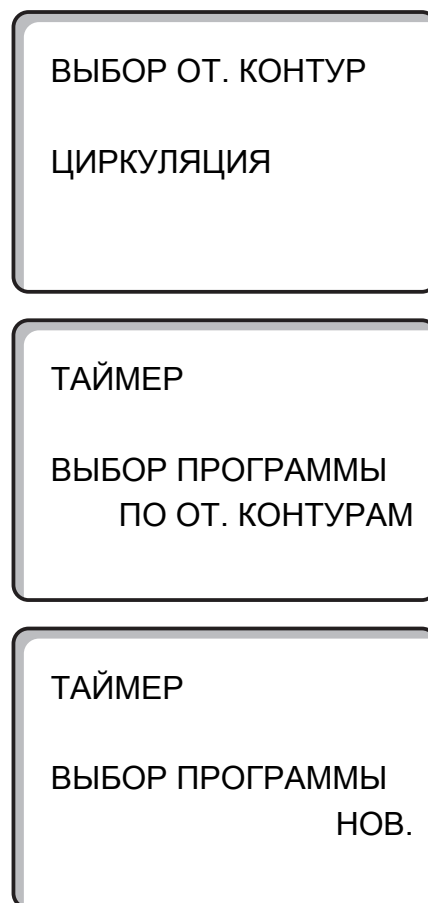 ВЫБОР ОТ. КОНТУР
ЦИРКУЛЯЦИЯ
ТАЙМЕР
ВЫБОР ПРОГРАММЫ
ПО ОТ. КОНТУРАМ
ТАЙМЕР
ВЫБОР ПРОГРАММЫ
НОВ.